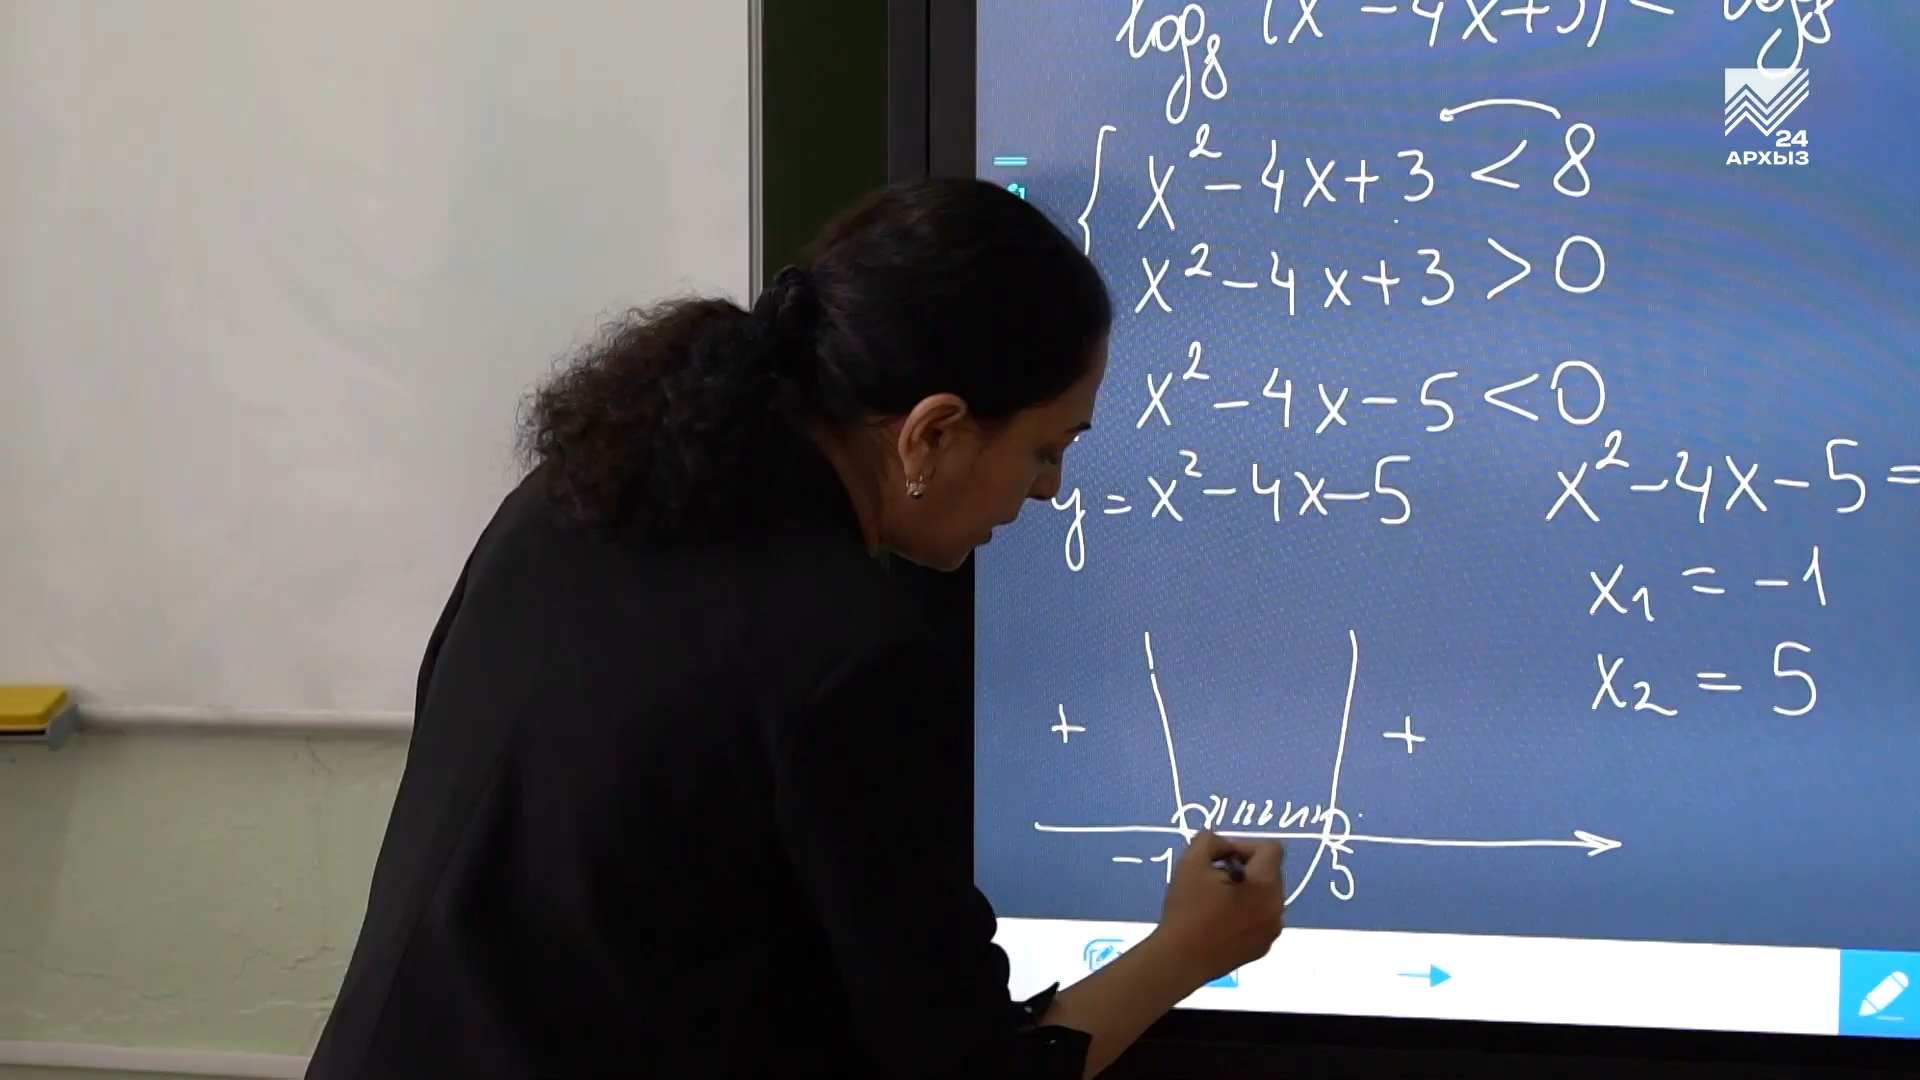 log₈ (x² - 4x + 3) < log₈
24
АРХЫЗ
x² - 4x + 3 < 8
x² - 4x + 3 > 0
x² - 4x - 5 < 0
y = x² - 4x - 5
x² - 4x - 5 =
x₁ = -1
x₂ = 5
+ +
-1 5